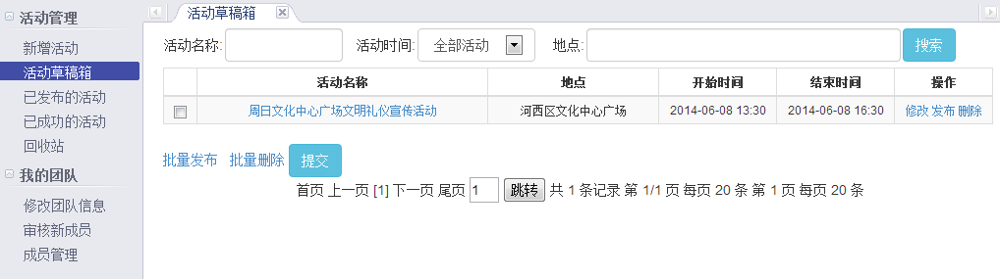 活动管理
新增活动
活动草稿箱
已发布的活动
已成功的活动
回收站
我的团队
修改团队信息
审核新成员
成员管理
活动草稿箱
活动名称: 活动时间: 全部活动 地点: 搜索
活动名称 地点 开始时间 结束时间 操作
周日文化中心广场文明礼仪宣传活动 河西区文化中心广场 2014-06-08 13:30 2014-06-08 16:30 修改 发布 删除
批量发布 批量删除 提交
首页 上一页 [1] 下一页 尾页 1 跳转 共 1 条记录 第 1/1 页 每页 20 条 第 1 页 每页 20 条